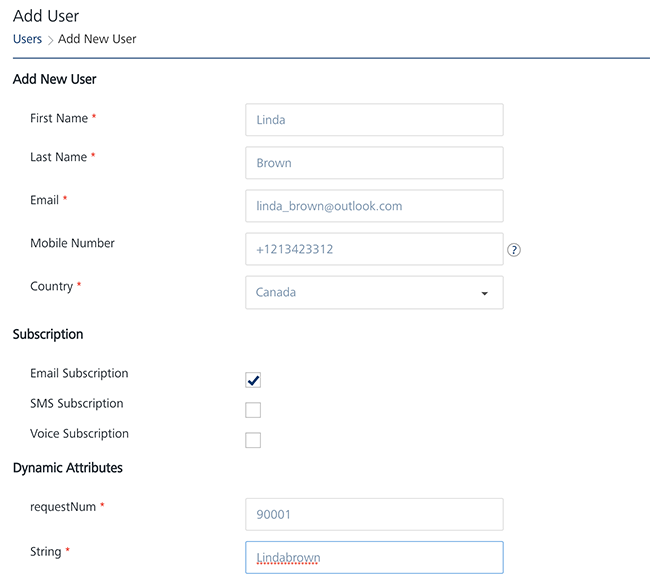 Add User
Users > Add New User
Add New User
First Name * Linda
Last Name * Brown
Email * linda_brown@outlook.com
Mobile Number +1213423312 ?
Country * Canada
Subscription
Email Subscription
SMS Subscription
Voice Subscription
Dynamic Attributes
requestNum * 90001
String * Lindabrown